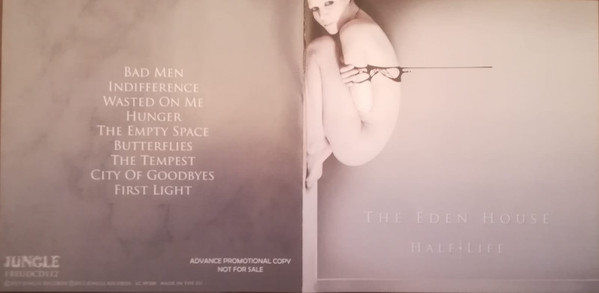 BAD MEN
INDIFFERENCE
WASTED ON ME
HUNGER
THE EMPTY SPACE
BUTTERFLIES
THE TEMPEST
CITY OF GOODBYES
FIRST LIGHT
JUNGLE
ADVANCE PROMOTIONAL COPY
NOT FOR SALE
THE EDEN HOUSE
HALF LIFE